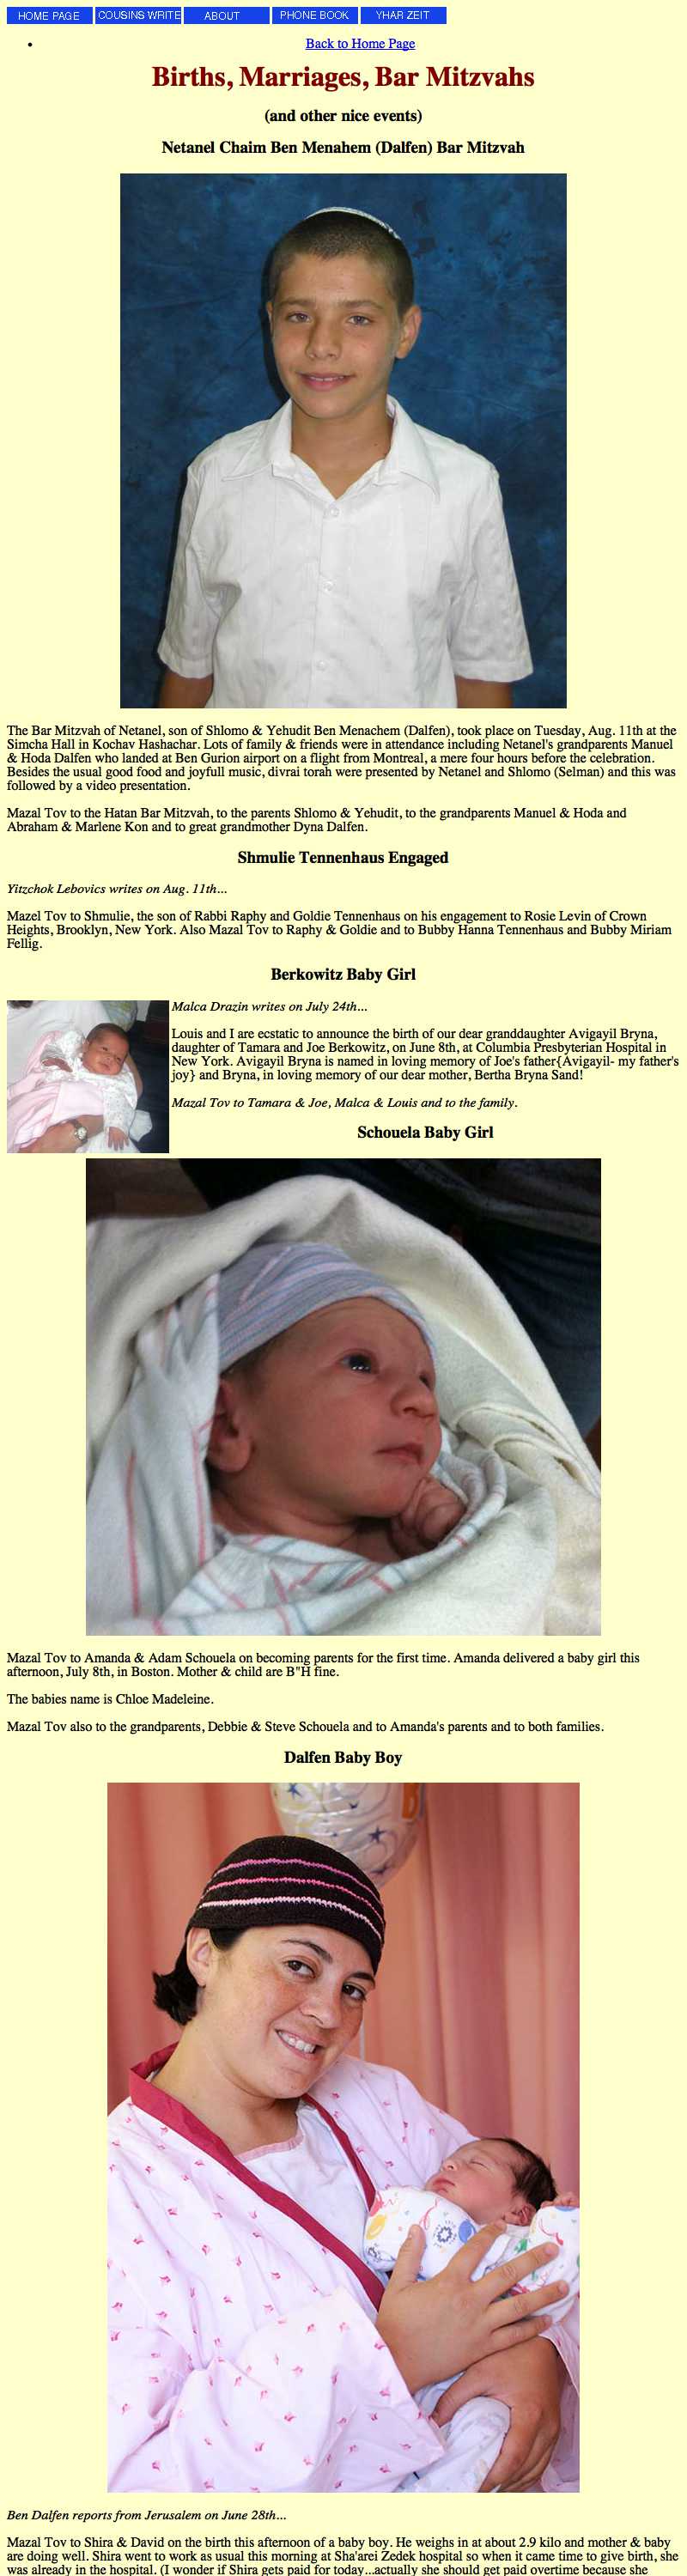 HOME PAGE COUSINS WRITE ABOUT PHONE BOOK YHAR ZEIT
• Back to Home Page
Births, Marriages, Bar Mitzvahs
(and other nice events)
Netanel Chaim Ben Menahem (Dalfen) Bar Mitzvah
The Bar Mitzvah of Netanel, son of Shlomo & Yehudit Ben Menachem (Dalfen), took place on Tuesday, Aug. 11th at the
Simcha Hall in Kochav Hashachar. Lots of family & friends were in attendance including Netanel's grandparents Manuel
& Hoda Dalfen who landed at Ben Gurion airport on a flight from Montreal, a mere four hours before the celebration.
Besides the usual good food and joyfull music, divrai torah were presented by Netanel and Shlomo (Selman) and this was
followed by a video presentation.
Mazal Tov to the Hatan Bar Mitzvah, to the parents Shlomo & Yehudit, to the grandparents Manuel & Hoda and
Abraham & Marlene Kon and to great grandmother Dyna Dalfen.
Shmulie Tennenhaus Engaged
Yitzchok Lebovics writes on Aug. 11th...
Mazel Tov to Shmulie, the son of Rabbi Raphy and Goldie Tennenhaus on his engagement to Rosie Levin of Crown
Heights, Brooklyn, New York. Also Mazal Tov to Raphy & Goldie and to Bubby Hanna Tennenhaus and Bubby Miriam
Fellig.
Berkowitz Baby Girl
Malca Drazin writes on July 24th...
Louis and I are ecstatic to announce the birth of our dear granddaughter Avigayil Bryna,
daughter of Tamara and Joe Berkowitz, on June 8th, at Columbia Presbyterian Hospital in
New York. Avigayil Bryna is named in loving memory of Joe's father{Avigayil- my father's
joy} and Bryna, in loving memory of our dear mother, Bertha Bryna Sand!
Mazal Tov to Tamara & Joe, Malca & Louis and to the family.
Schouela Baby Girl
Mazal Tov to Amanda & Adam Schouela on becoming parents for the first time. Amanda delivered a baby girl this
afternoon, July 8th, in Boston. Mother & child are B"H fine.
The babies name is Chloe Madeleine.
Mazal Tov also to the grandparents, Debbie & Steve Schouela and to Amanda's parents and to both families.
Dalfen Baby Boy
Ben Dalfen reports from Jerusalem on June 28th...
Mazal Tov to Shira & David on the birth this afternoon of a baby boy. He weighs in at about 2.9 kilo and mother & baby
are doing well. Shira went to work as usual this morning at Sha'arei Zedek hospital so when it came time to give birth, she
was already in the hospital. (I wonder if Shira gets paid for today...actually she should get paid overtime because she